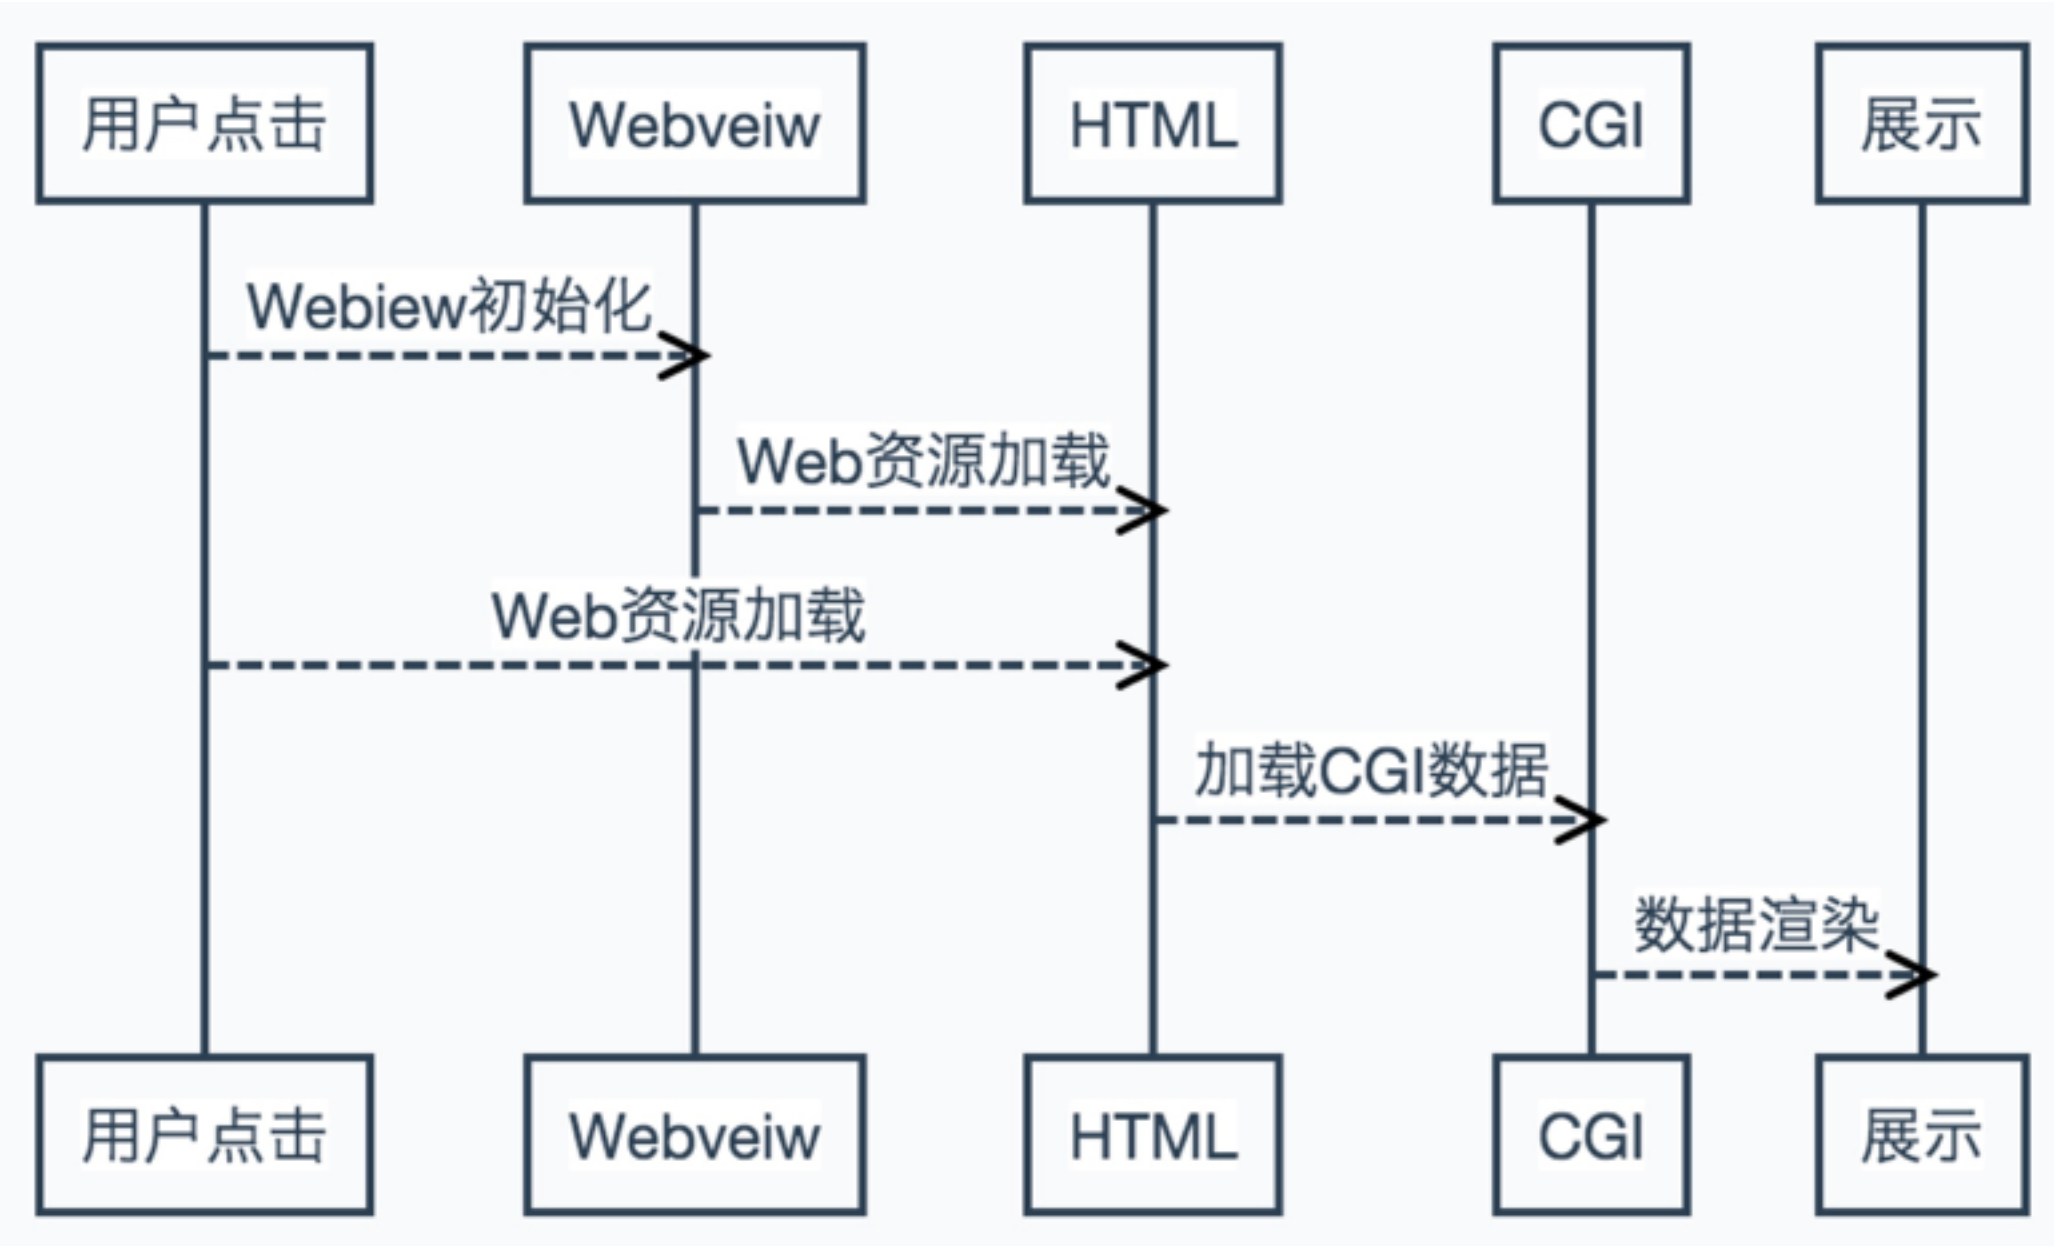 用户点击
Webveiw
HTML
CGI
展示
Webiew初始化
Web资源加载
Web资源加载
加载CGI数据
数据渲染
用户点击
Webveiw
HTML
CGI
展示